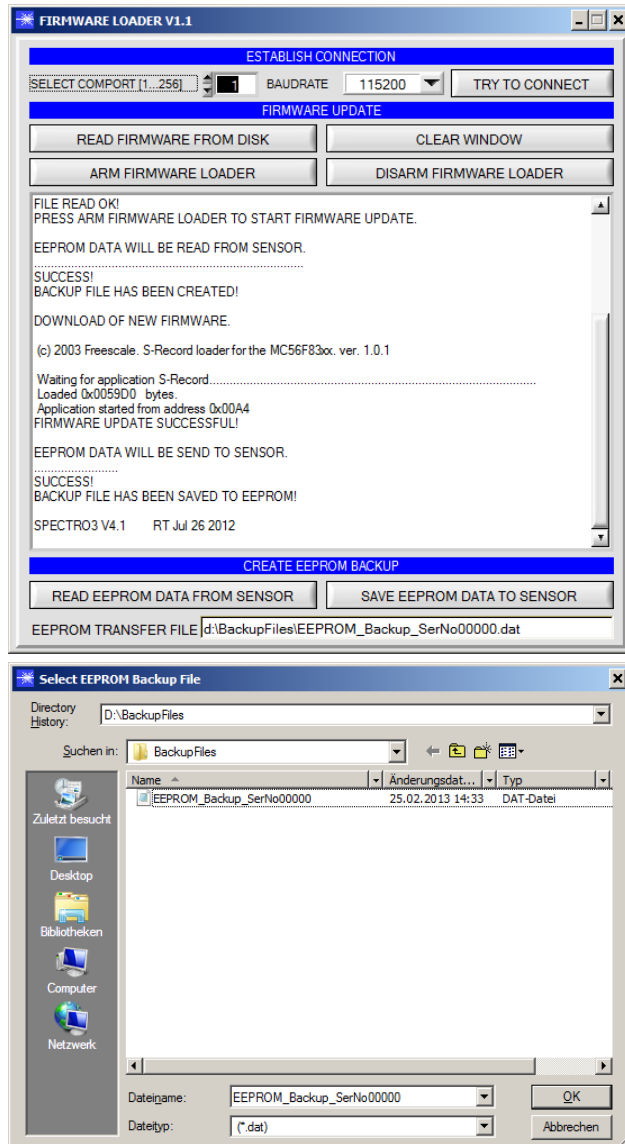 FIRMWARE LOADER V1.1
ESTABLISH CONNECTION
SELECT COMPORT [1...256] 1 BAUDRATE 115200 TRY TO CONNECT
FIRMWARE UPDATE
READ FIRMWARE FROM DISK CLEAR WINDOW
ARM FIRMWARE LOADER DISARM FIRMWARE LOADER
FILE READ OK!
PRESS ARM FIRMWARE LOADER TO START FIRMWARE UPDATE.
EEPROM DATA WILL BE READ FROM SENSOR.
................................................................................
SUCCESS!
BACKUP FILE HAS BEEN CREATED!
DOWNLOAD OF NEW FIRMWARE.
(c) 2003 Freescale. S-Record loader for the MC56F83xx. ver. 1.0.1
Waiting for application S-Record.................................................................................................
Loaded 0x0059D0 bytes.
Application started from address 0x00A4
FIRMWARE UPDATE SUCCESSFUL!
EEPROM DATA WILL BE SEND TO SENSOR.
.........................
SUCCESS!
BACKUP FILE HAS BEEN SAVED TO EEPROM!
SPECTRO3 V4.1 RT Jul 26 2012
CREATE EEPROM BACKUP
READ EEPROM DATA FROM SENSOR SAVE EEPROM DATA TO SENSOR
EEPROM TRANSFER FILE d:\BackupFiles\EEPROM_Backup_SerNo00000.dat
Select EEPROM Backup File
Directory
History: D:\BackupFiles
Suchen in: BackupFiles
Name Änderungsdat... Typ
EEPROM_Backup_SerNo00000 25.02.2013 14:33 DAT-Datei
Zuletzt besucht
Desktop
Bibliotheken
Computer
Netzwerk
Dateiname: EEPROM_Backup_SerNo00000 OK
Dateityp: (*.dat) Abbrechen